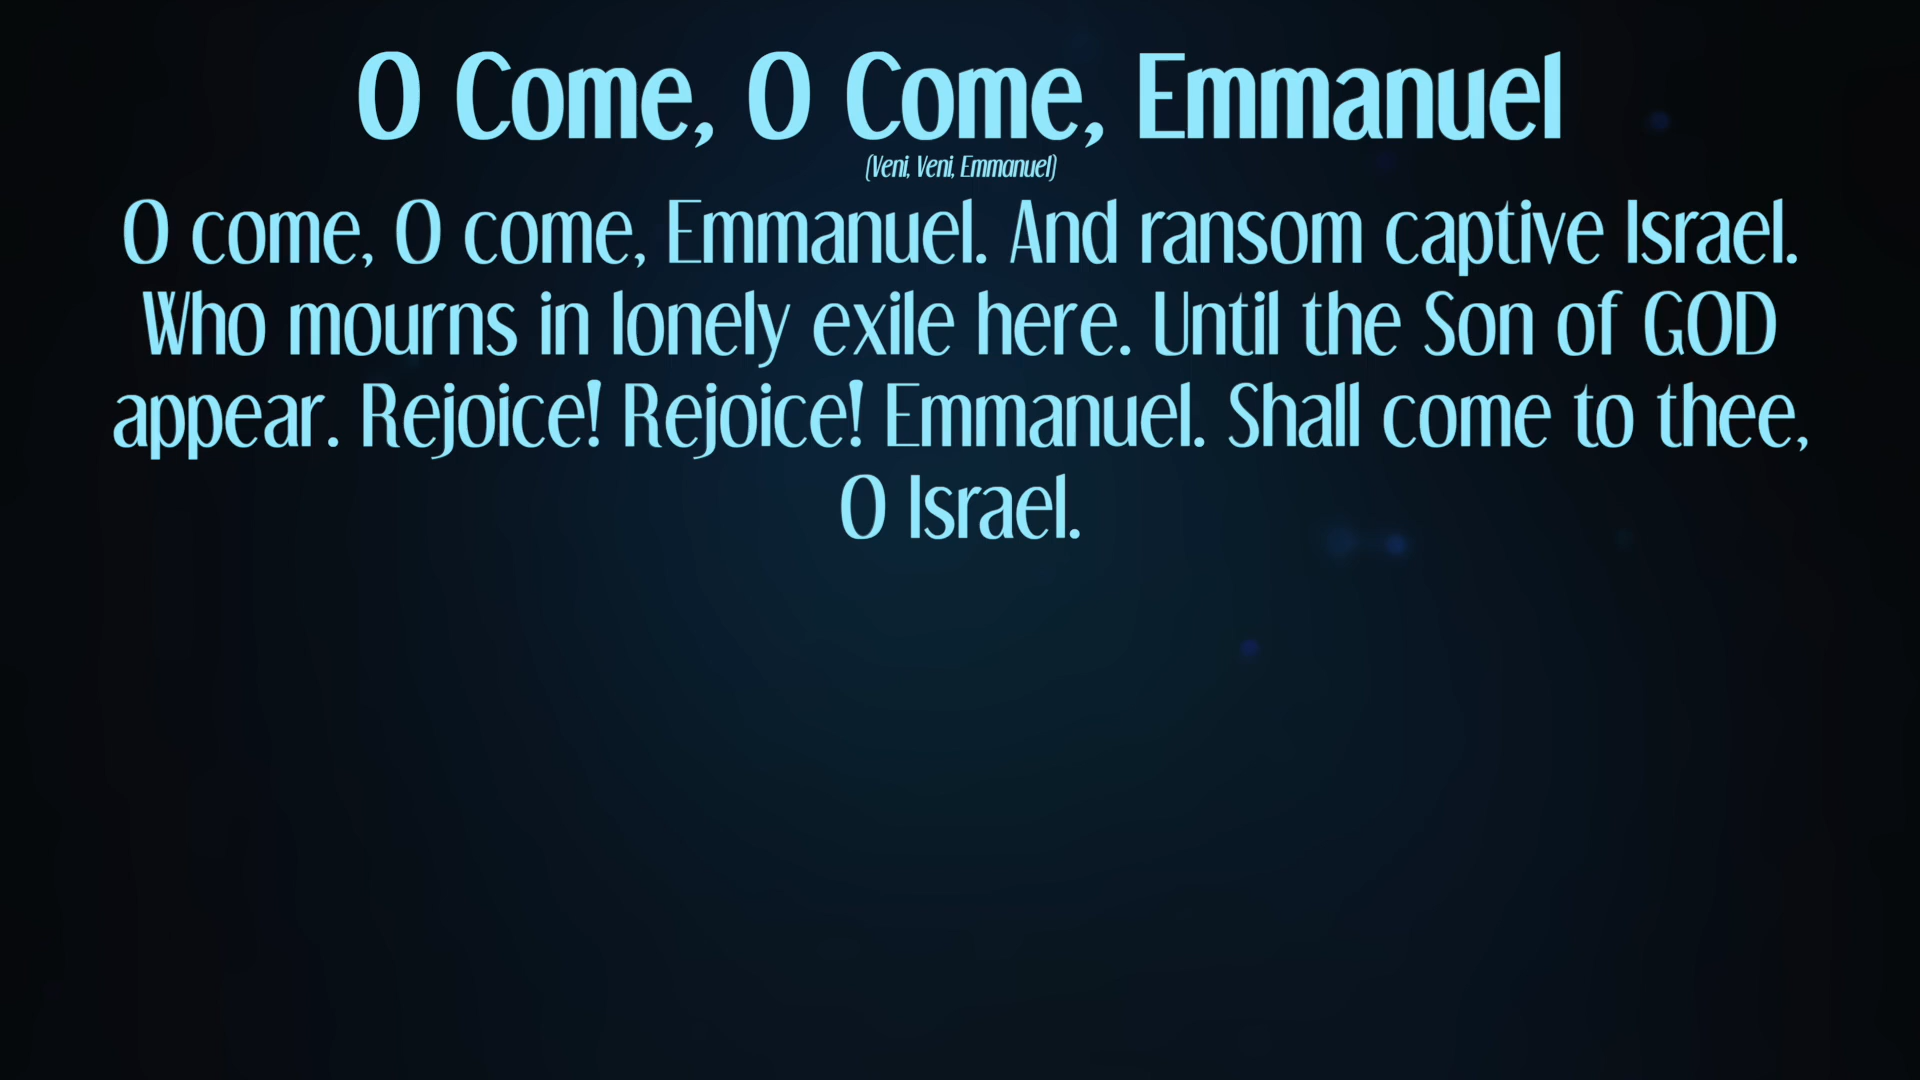 O Come, O Come, Emmanuel
(Veni, Veni, Emmanuel)
O come, O come, Emmanuel. And ransom captive Israel.
Who mourns in lonely exile here. Until the Son of GOD
appear. Rejoice! Rejoice! Emmanuel. Shall come to thee,
O Israel.